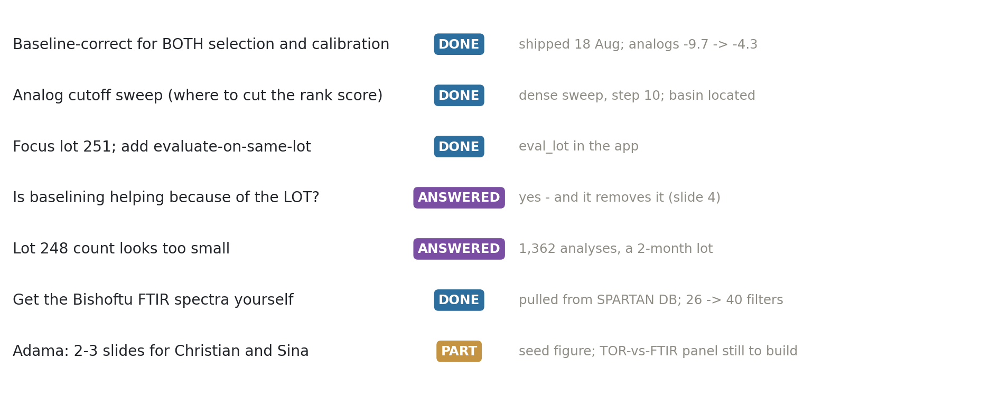 Baseline-correct for BOTH selection and calibration DONE shipped 18 Aug; analogs -9.7 -> -4.3
Analog cutoff sweep (where to cut the rank score) DONE dense sweep, step 10; basin located
Focus lot 251; add evaluate-on-same-lot DONE eval_lot in the app
Is baselining helping because of the LOT? ANSWERED yes - and it removes it (slide 4)
Lot 248 count looks too small ANSWERED 1,362 analyses, a 2-month lot
Get the Bishoftu FTIR spectra yourself DONE pulled from SPARTAN DB; 26 -> 40 filters
Adama: 2-3 slides for Christian and Sina PART seed figure; TOR-vs-FTIR panel still to build